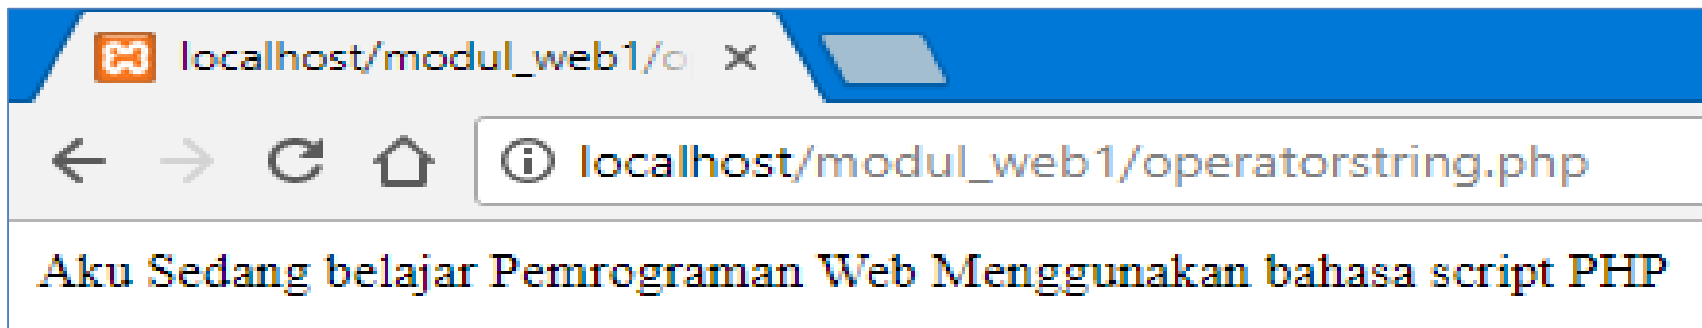 localhost/modul_web1/o
localhost/modul_web1/operatorstring.php
Aku Sedang belajar Pemrograman Web Menggunakan bahasa script PHP